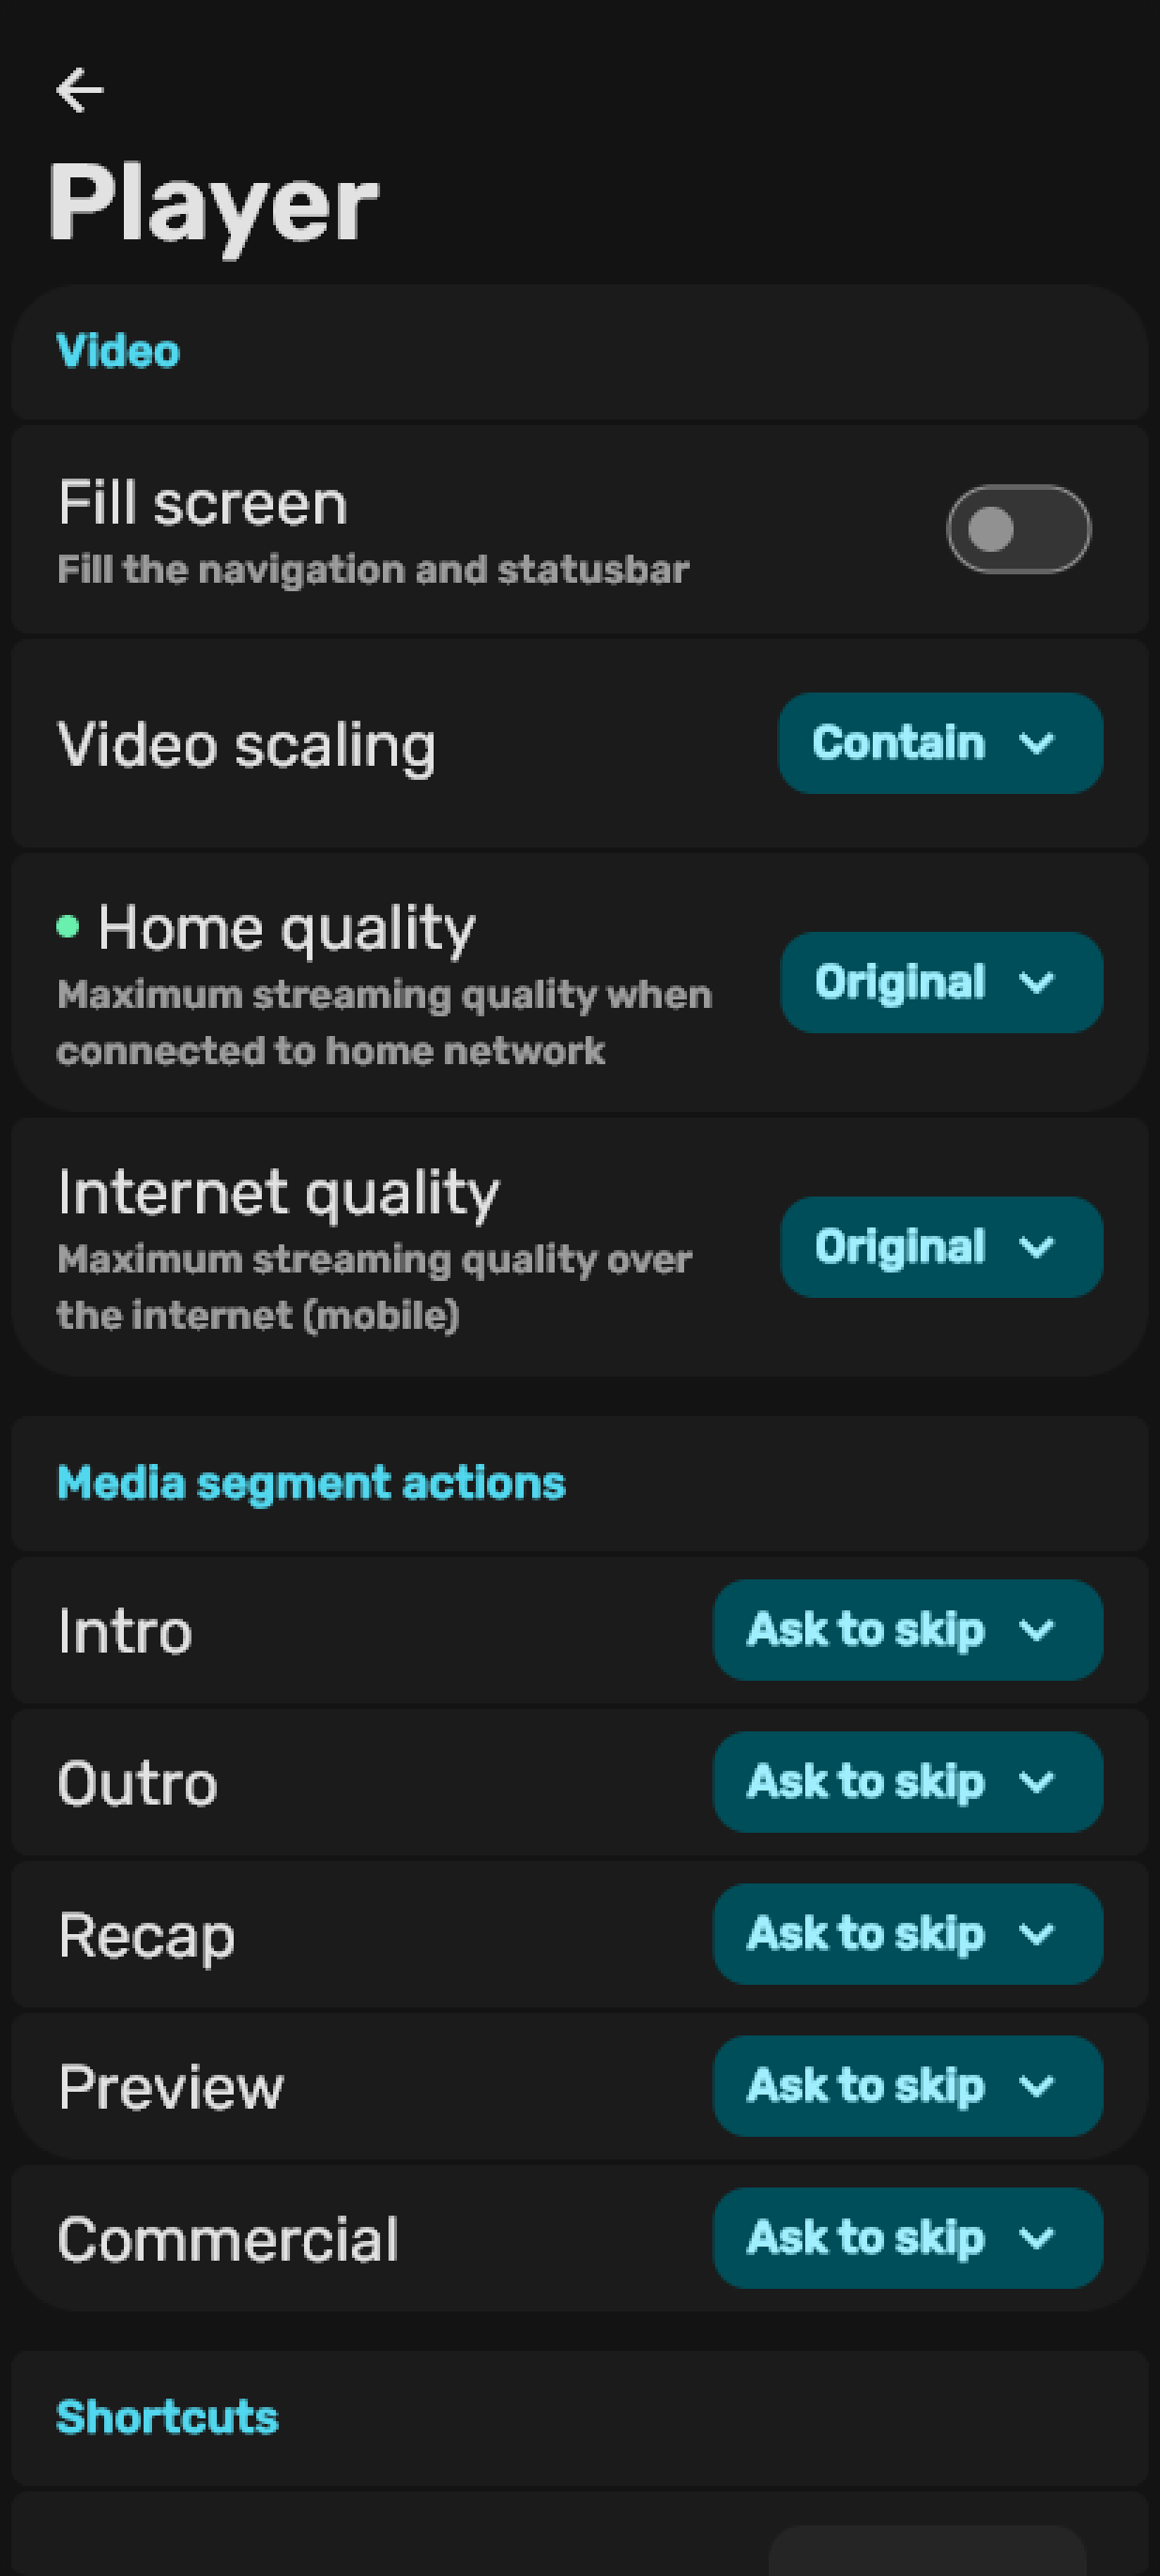 Player
Video
Fill screen
Fill the navigation and statusbar
Video scaling
Contain
Home quality
Maximum streaming quality when
connected to home network
Original
Internet quality
Maximum streaming quality over
the internet (mobile)
Original
Media segment actions
Intro
Ask to skip
Outro
Ask to skip
Recap
Ask to skip
Preview
Ask to skip
Commercial
Ask to skip
Shortcuts